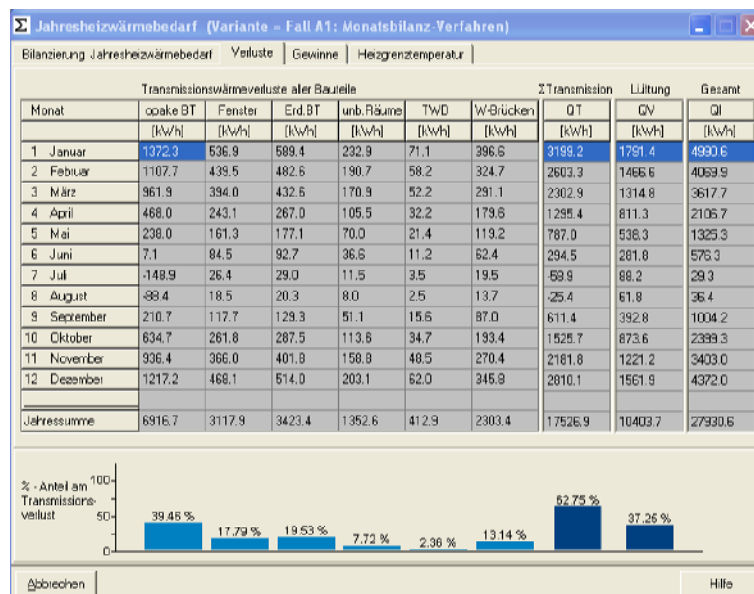 Σ Jahresheizwärmebedarf (Variante - Fall A1: Monatsbilanz-Verfahren)
Bilanzierung Jahresheizwärmebedarf Verluste Gewinne Heizgrenztemperatur
Transmissionswärmeverluste aller Bauteile ΣTransmission Lüftung Gesamt
Monat opake BT Fenster Erd.BT unb.Räume TWD W-Brücken QT QV Ql
[kWh] [kWh] [kWh] [kWh] [kWh] [kWh] [kWh] [kWh] [kWh]
1 Januar 1372.3 536.9 589.4 232.9 71.1 396.6 3199.2 1791.4 4990.6
2 Februar 1107.7 439.5 482.6 190.7 58.2 324.7 2603.3 1466.6 4069.9
3 März 961.9 394.0 432.6 170.9 52.2 291.1 2302.9 1314.8 3617.7
4 April 468.0 243.1 267.0 105.5 32.2 179.6 1295.4 811.3 2106.7
5 Mai 238.0 161.3 177.1 70.0 21.4 119.2 787.0 538.3 1325.3
6 Juni 7.1 84.5 92.7 36.6 11.2 62.4 294.5 281.8 576.3
7 Juli -148.9 26.4 29.0 11.5 3.5 19.5 -58.9 88.2 29.3
8 August -88.4 18.5 20.3 8.0 2.5 13.7 -25.4 61.8 36.4
9 September 210.7 117.7 129.3 51.1 15.6 87.0 611.4 392.8 1004.2
10 Oktober 634.7 261.8 287.5 113.6 34.7 193.4 1525.7 873.6 2399.3
11 November 936.4 366.0 401.8 158.8 48.5 270.4 2181.8 1221.2 3403.0
12 Dezember 1217.2 468.1 514.0 203.1 62.0 345.8 2810.1 1561.9 4372.0
Jahressumme 6916.7 3117.9 3423.4 1352.6 412.9 2303.4 17526.9 10403.7 27930.6
% - Anteil am
Transmissions-
verlust
100
50
0
39.46 % 17.79 % 19.53 % 7.72 % 2.36 % 13.14 % 62.75 % 37.25 %
Abbrechen Hilfe